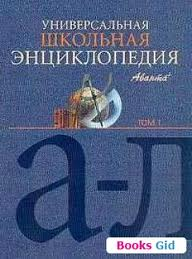 УНИВЕРСАЛЬНАЯ
ШКОЛЬНАЯ
ЭНЦИКЛОПЕДИЯ
Аванта+
ТОМ 1
а-л
Books Gid